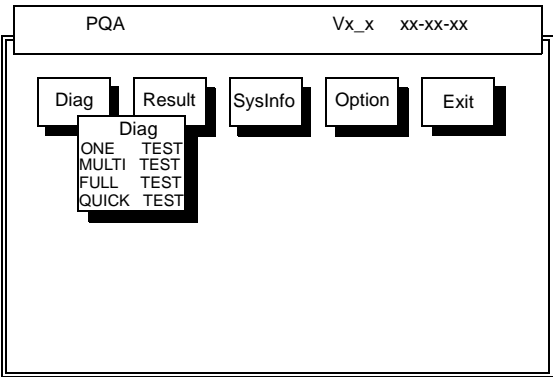 PQA Vx_x xx-xx-xx
Diag Result SysInfo Option Exit
Diag
ONE TEST
MULTI TEST
FULL TEST
QUICK TEST